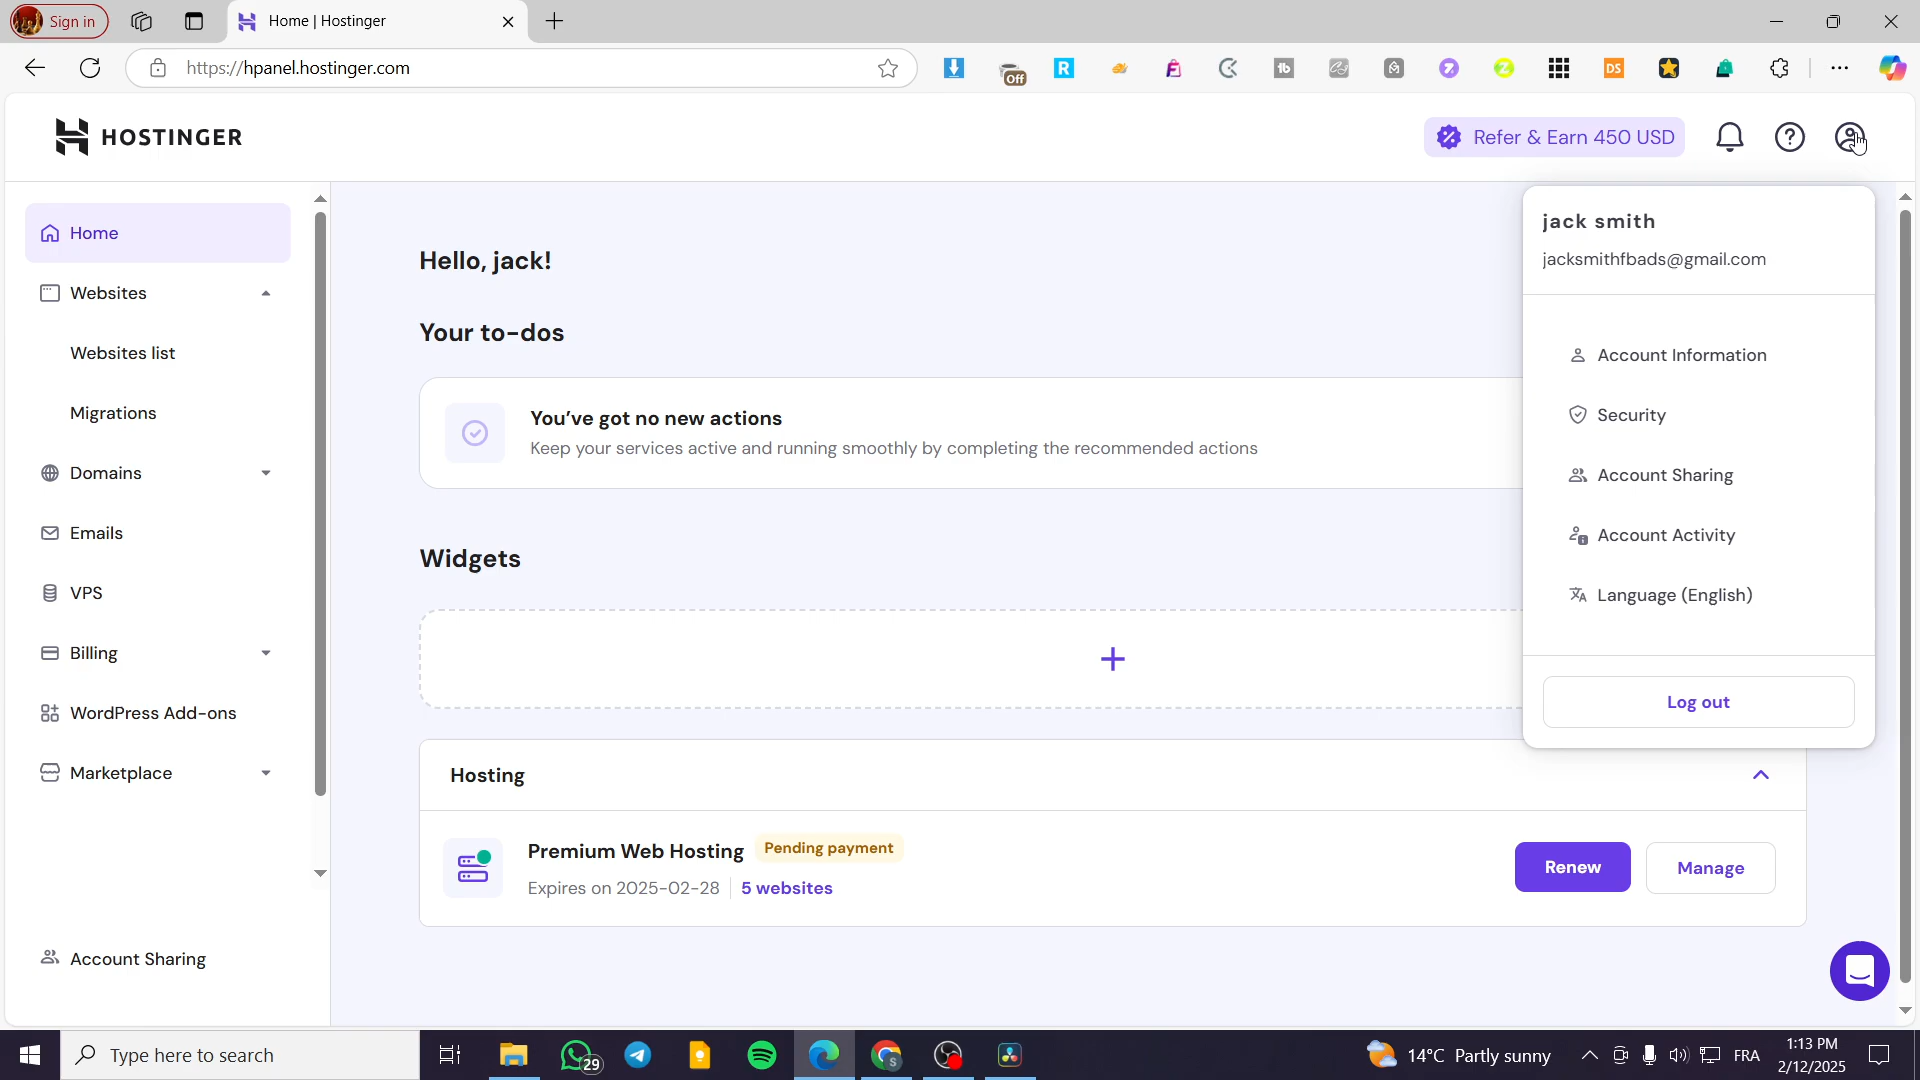 Sign in
Home | Hostinger
https://hpanel.hostinger.com
Off
R
tb
DS
HOSTINGER
Refer & Earn 450 USD
Home
Websites
Websites list
Migrations
Domains
Emails
VPS
Billing
WordPress Add-ons
Marketplace
Account Sharing
Hello, jack!
Your to-dos
You've got no new actions
Keep your services active and running smoothly by completing the recommended actions
Widgets
Hosting
Premium Web Hosting Pending payment
Expires on 2025-02-28 5 websites
Renew
Manage
jack smith
jacksmithfbads@gmail.com
Account Information
Security
Account Sharing
Account Activity
Language (English)
Log out
Type here to search
29
14°C Partly sunny
FRA
1:13 PM
2/12/2025